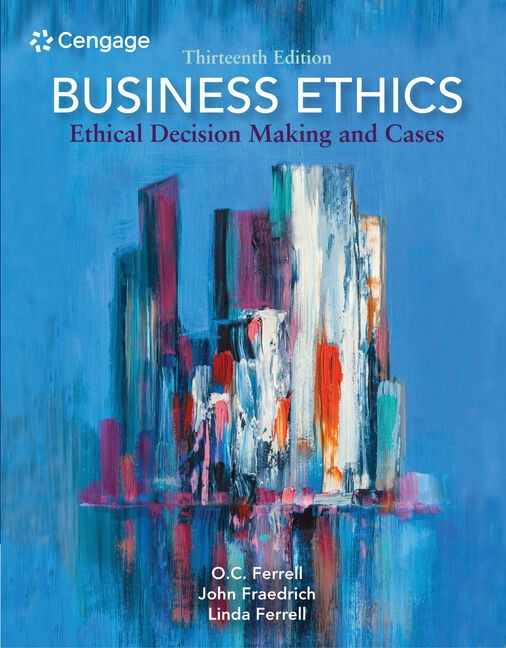 Cengage
Thirteenth Edition
BUSINESS ETHICS
Ethical Decision Making and Cases
O.C. Ferrell
John Fraedrich
Linda Ferrell